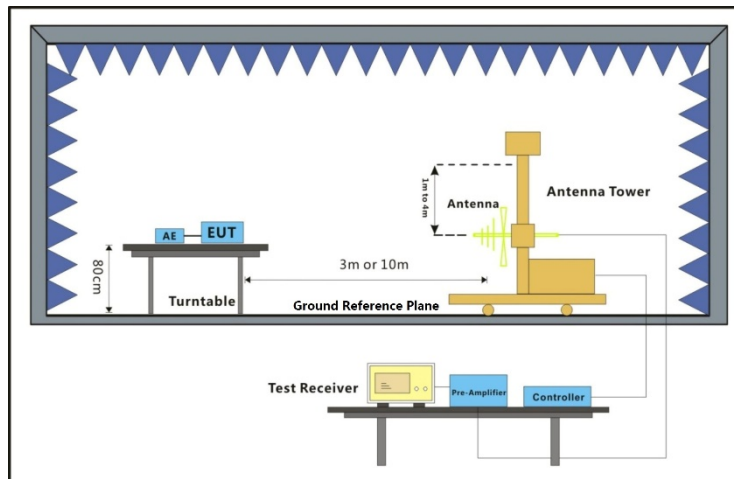 1m to 4m
Antenna
Antenna Tower
AE
EUT
80cm
3m or 10m
Turntable
Ground Reference Plane
Test Receiver
Pre-Amplifier
Controller